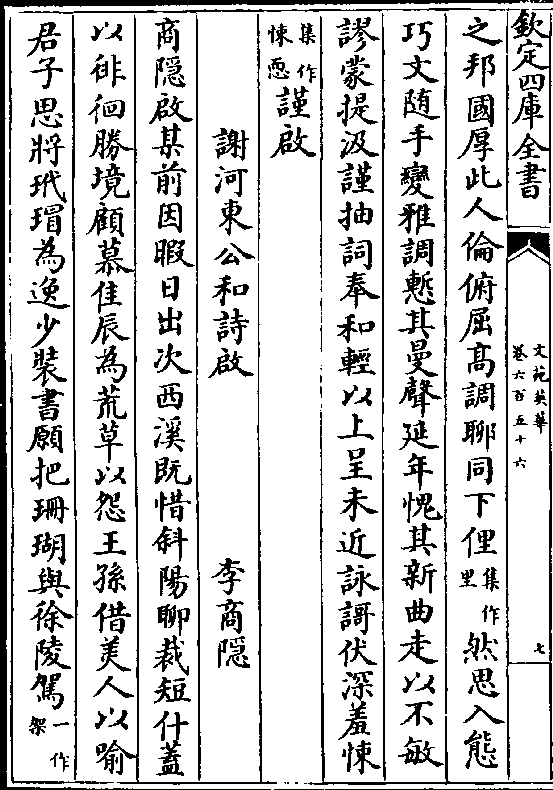 欽定四庫全書
文苑英華
卷六百五十六
七
之邦國厚此人倫俯屈髙調聊同下俚集作里然思入態
巧文随手變雅調慙其曼聲延年愧其新曲走以不敏
謬蒙提汲謹抽詞奉和輕以上呈未近詠謌伏深羞悚
集作悚恧謹啟
謝河東公和詩啟 李商隠
商隠啟某前因暇日出次西溪既惜斜陽聊裁短什蓋
以徘徊勝境顧慕佳辰為荒草以怨王孫借美人以喻
君子思將玳瑁為逸少装書願把珊瑚與徐陵駕一作架